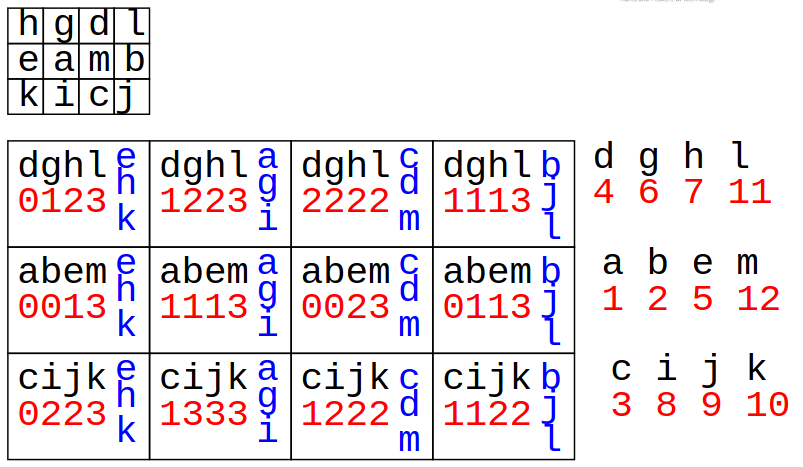 h g d l
e a m b
k i c j
dghl e dghl a dghl c dghl b d g h l
0123 h 1223 g 2222 d 1113 j 4 6 7 11
k i m l
abem e abem a abem c abem b a b e m
0013 h 1113 g 0023 d 0113 j 1 2 5 12
k i m l
cijk e cijk a cijk c cijk b c i j k
0223 h 1333 g 1222 d 1122 j 3 8 9 10
k i m l